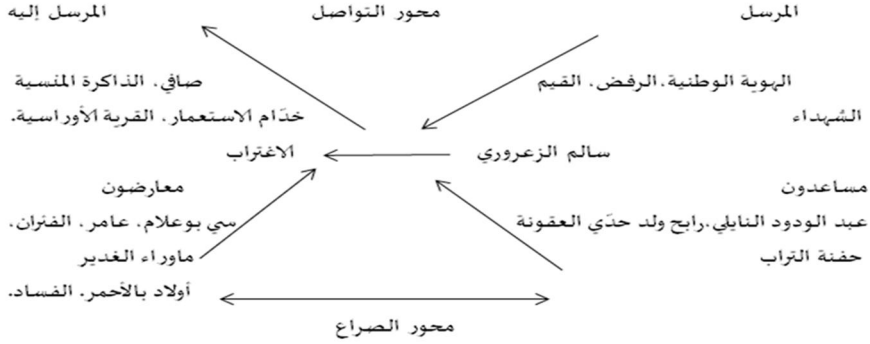 المرسل محور التواصل المرسل إليه
الهوية الوطنية.الرفض. القيم صافي. الذاكرة المنسية
الشهداء خدّام الاستعمار. القرية الأوراسية.
سالم الزعروري الاغتراب
مساعدون معارضون
عبد الودود النايلي.رابح ولد حدّي العقونة سي بوعلام. عامر. الفئران.
حفنة التراب ماوراء الغدير
أولاد بالأحمر. الفساد.
محور الصراع